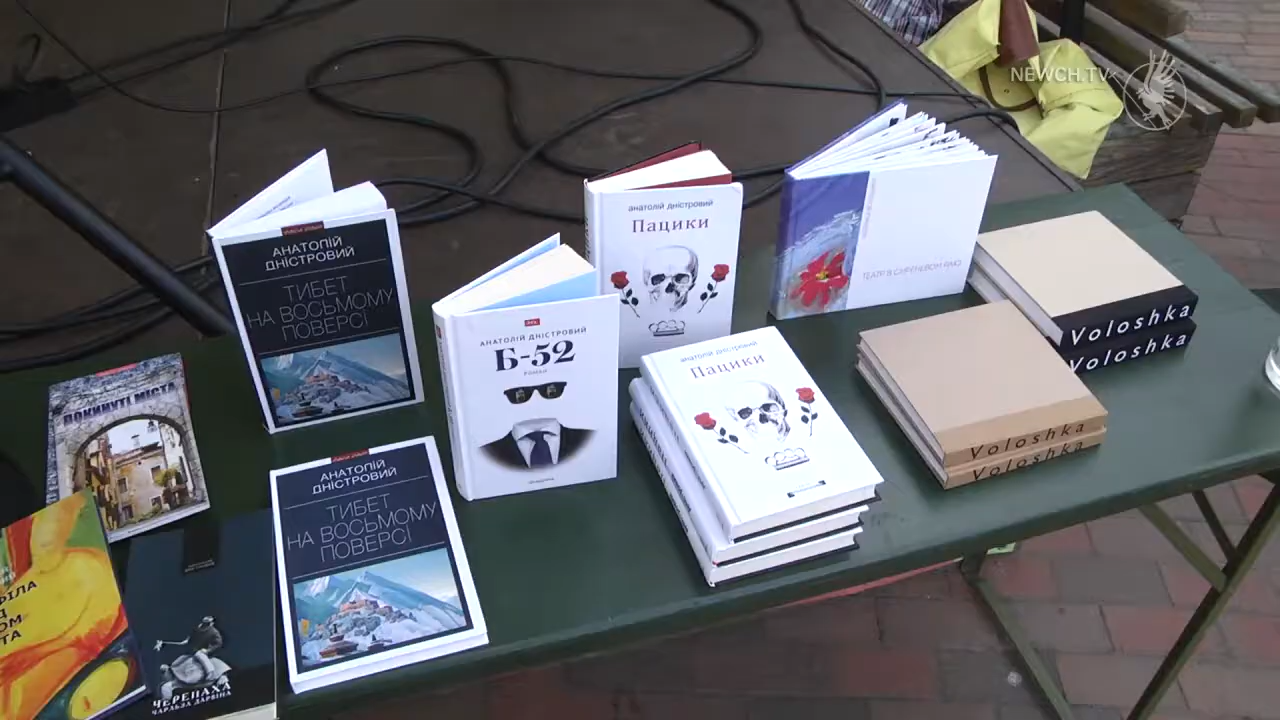 NEWCH.TV
АНАТОЛІЙ
ДНІСТРОВИЙ
ТИБЕТ
НА ВОСЬМОМУ
ПОВЕРСІ
АНАТОЛІЙ ДНІСТРОВИЙ
Б-52
РОМАН
анатолій дністровий
Пацики
ТЕАТР В СИРЕНЕВОМ
Voloshka
Voloshka
Voloshka
Voloshka
анатолій дністровий
Пацики
ПОКИНУТІ МІСТА
АНАТОЛІЙ
ДНІСТРОВИЙ
ТИБЕТ
НА ВОСЬМОМУ
ПОВЕРСІ
ЧЕРЕПАХА
ЧАРЛЬЗА ДАРВІНА